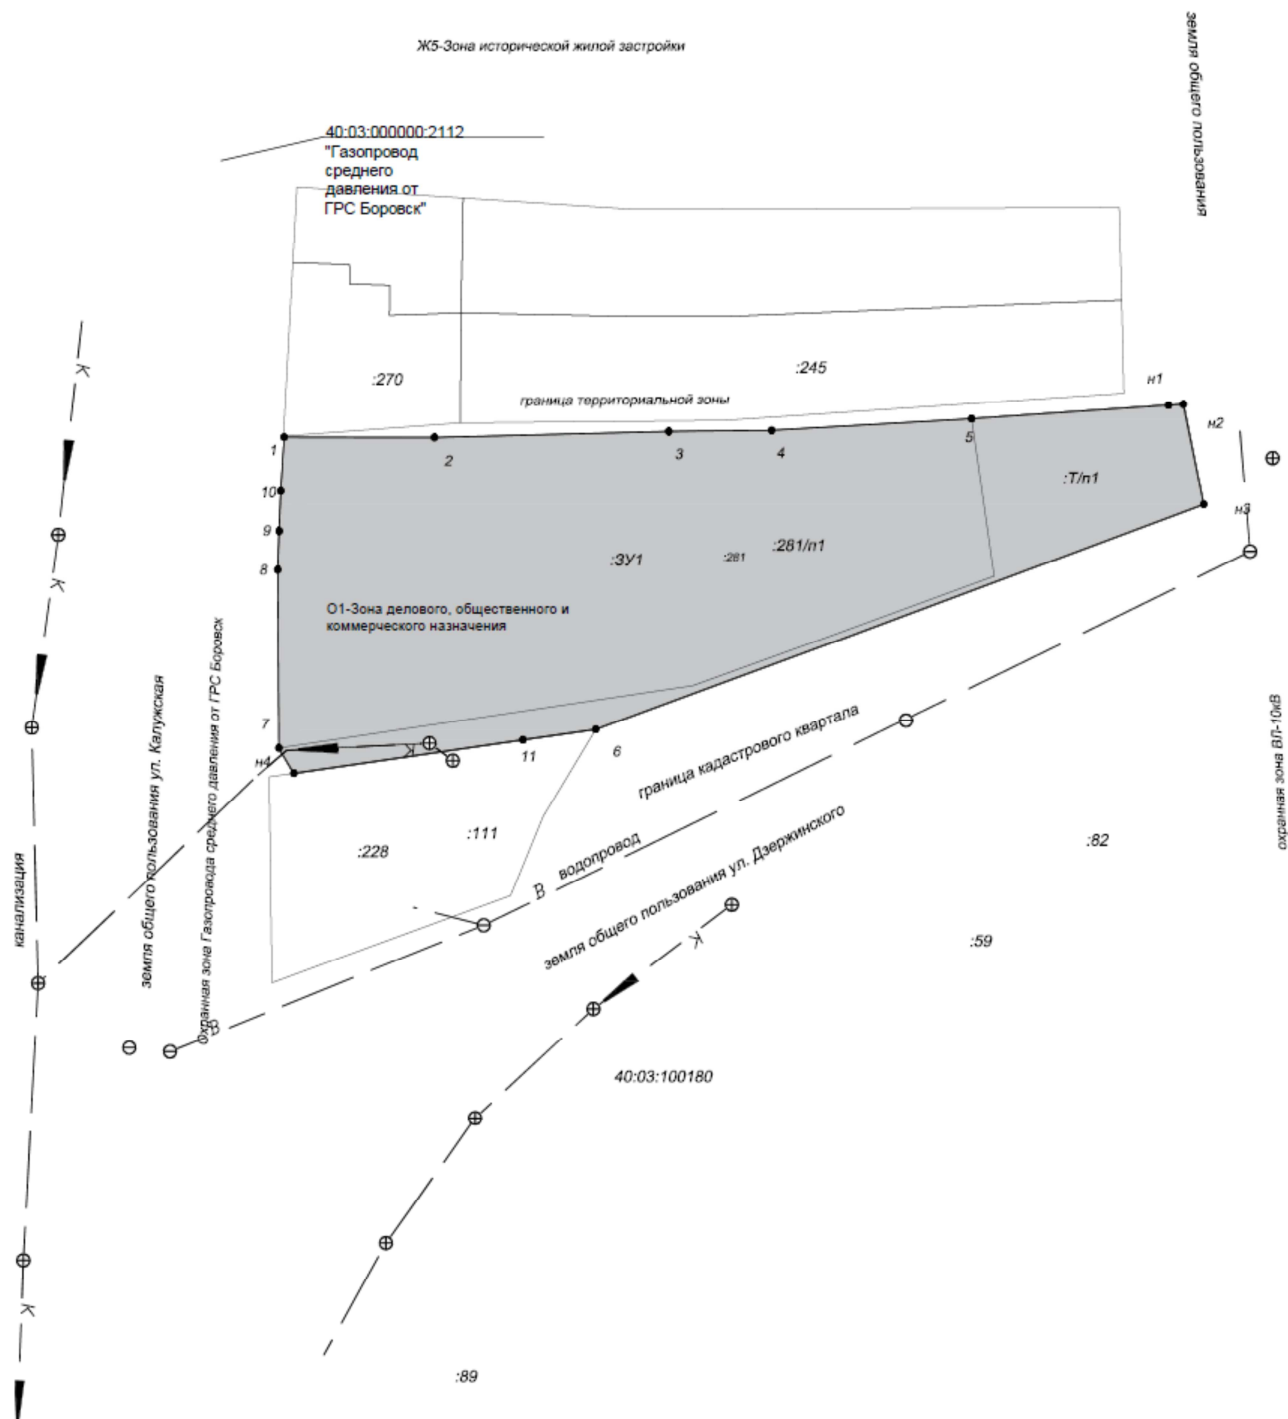 Ж5-Зона исторической жилой застройки
земля общего пользования
40:03:000000:2112
"Газопровод
среднего
давления от
ГРС Боровск"
К
:270
:245
н1
граница территориальной зоны
н2
1
2
3
4
5
:Т/п1
10
н3
9
:ЗУ1
:281
:281/п1
8
К
О1-Зона делового, общественного и
коммерческого назначения
земля общего пользования ул. Калужская
охранная зона Газопровода среднего давления от ГРС Боровск
охранная зона ВЛ-10кВ
7
н4
К
11
6
граница кадастрового квартала
:228
:111
:82
водопровод
В
земля общего пользования ул. Дзержинского
канализация
К
:59
В
40:03:100180
К
:89